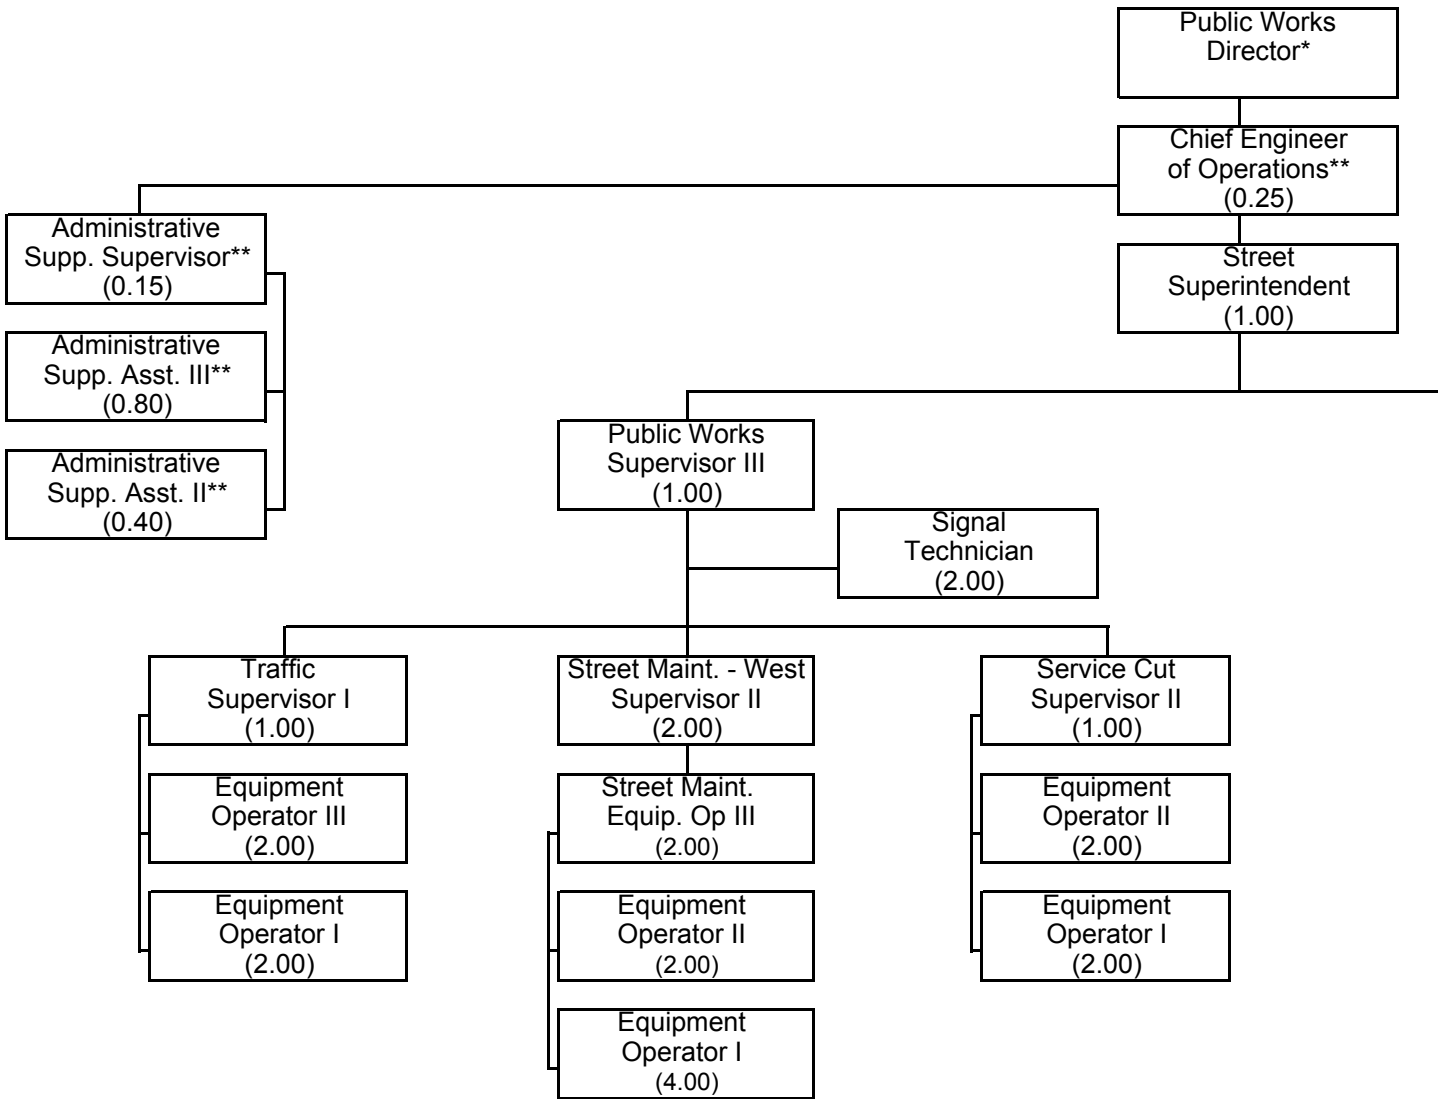 Public Works
Director*
Chief Engineer
of Operations**
(0.25)
Administrative
Supp. Supervisor**
(0.15)
Street
Superintendent
(1.00)
Administrative
Supp. Asst. III**
(0.80)
Administrative
Supp. Asst. II**
(0.40)
Public Works
Supervisor III
(1.00)
Signal
Technician
(2.00)
Traffic
Supervisor I
(1.00)
Equipment
Operator III
(2.00)
Equipment
Operator I
(2.00)
Street Maint. - West
Supervisor II
(2.00)
Street Maint.
Equip. Op III
(2.00)
Equipment
Operator II
(2.00)
Equipment
Operator I
(4.00)
Service Cut
Supervisor II
(1.00)
Equipment
Operator II
(2.00)
Equipment
Operator I
(2.00)